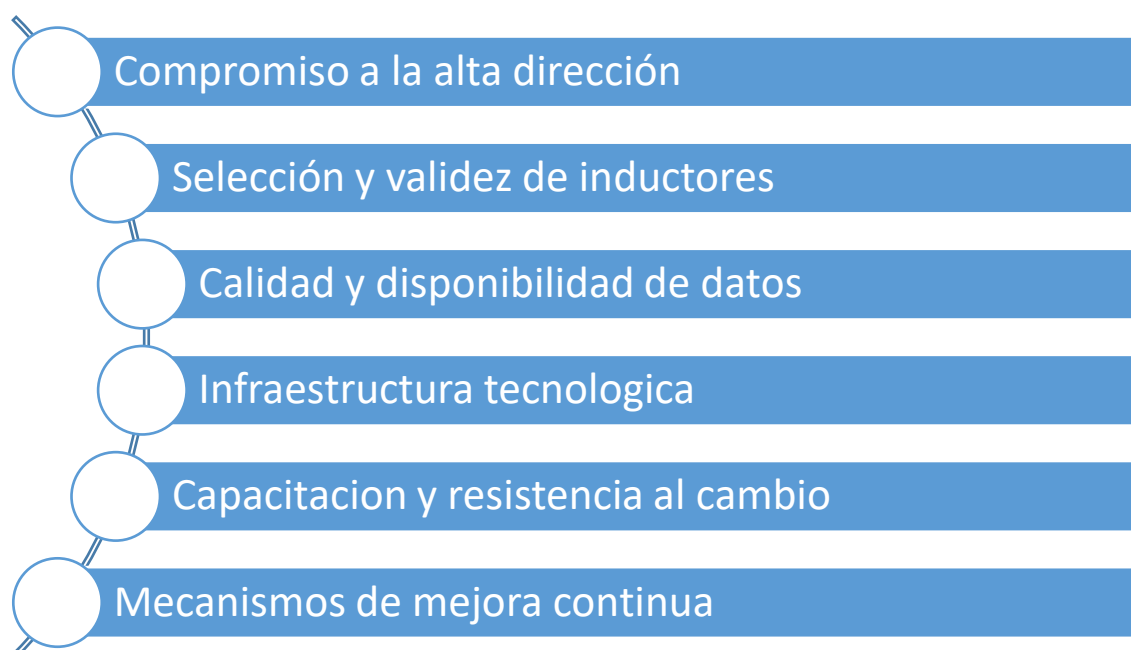 Compromiso a la alta dirección
Selección y validez de inductores
Calidad y disponibilidad de datos
Infraestructura tecnologica
Capacitacion y resistencia al cambio
Mecanismos de mejora continua